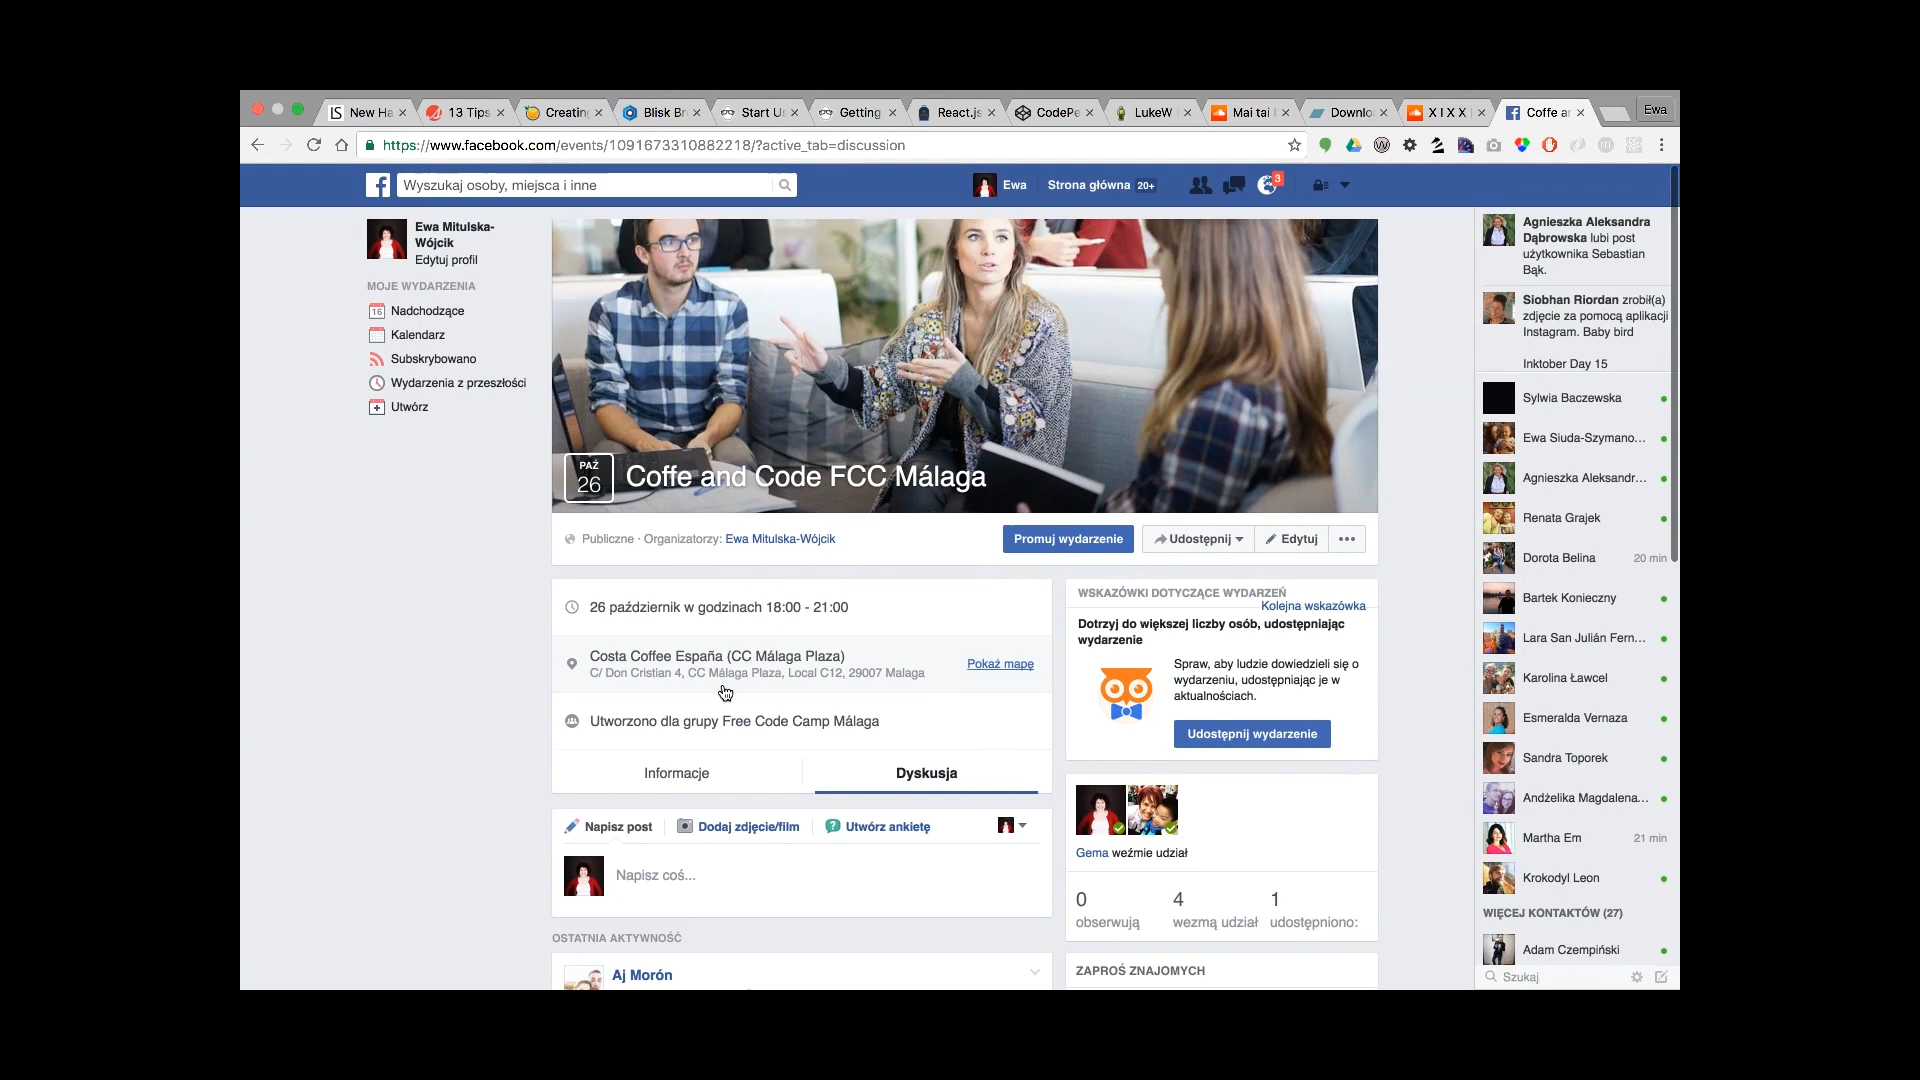 New Ha
13 Tips
Creating
Blisk Br
Start Us
Getting
React.js
CodePe
LukeW
Mai tai
Downlo
X I X X
Coffe ar
Ewa
https://www.facebook.com/events/1091673310882218/?active_tab=discussion
Wyszukaj osoby, miejsca i inne
Ewa
Strona główna 20+
3
Ewa Mitulska-
Wójcik
Edytuj profil
MOJE WYDARZENIA
16 Nadchodzące
Kalendarz
Subskrybowano
Wydarzenia z przeszłości
Utwórz
PAŹ
26
Coffe and Code FCC Málaga
Publiczne · Organizatorzy: Ewa Mitulska-Wójcik
Promuj wydarzenie
Udostępnij
Edytuj
26 październik w godzinach 18:00 - 21:00
Costa Coffee España (CC Málaga Plaza)
C/ Don Cristian 4, CC Málaga Plaza, Local C12, 29007 Malaga
Pokaż mapę
Utworzono dla grupy Free Code Camp Málaga
Informacje
Dyskusja
Napisz post
Dodaj zdjęcie/film
Utwórz ankietę
Napisz coś...
OSTATNIA AKTYWNOŚĆ
Aj Morón
WSKAZÓWKI DOTYCZĄCE WYDARZEŃ
Kolejna wskazówka
Dotrzyj do większej liczby osób, udostępniając
wydarzenie
Spraw, aby ludzie dowiedzieli się o
wydarzeniu, udostępniając je w
aktualnościach.
Udostępnij wydarzenie
Gema weźmie udział
0
obserwują
4
wezmą udział
1
udostępniono:
ZAPROŚ ZNAJOMYCH
Agnieszka Aleksandra
Dąbrowska lubi post
użytkownika Sebastian
Bąk.
Siobhan Riordan zrobił(a)
zdjęcie za pomocą aplikacji
Instagram. Baby bird
Inktober Day 15
Sylwia Baczewska
Ewa Siuda-Szymano...
Agnieszka Aleksandr...
Renata Grajek
Dorota Belina 20 min
Bartek Konieczny
Lara San Julián Fern...
Karolina Ławcel
Esmeralda Vernaza
Sandra Toporek
Andżelika Magdalena...
Martha Em 21 min
Krokodyl Leon
WIĘCEJ KONTAKTÓW (27)
Adam Czempiński
Szukaj